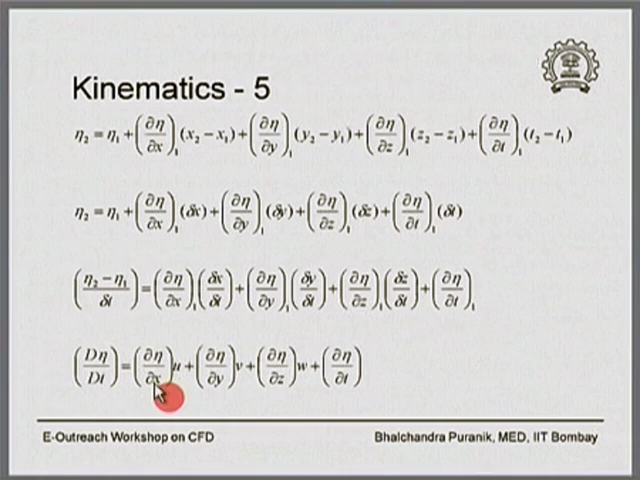 Kinematics - 5
η₂ = η₁ + (∂η/∂x)₁ (x₂ − x₁) + (∂η/∂y)₁ (y₂ − y₁) + (∂η/∂z)₁ (z₂ − z₁) + (∂η/∂t)₁ (t₂ − t₁)
η₂ = η₁ + (∂η/∂x)₁ (δx) + (∂η/∂y)₁ (δy) + (∂η/∂z)₁ (δz) + (∂η/∂t)₁ (δt)
((η₂ − η₁)/δt) = (∂η/∂x)₁ (δx/δt) + (∂η/∂y)₁ (δy/δt) + (∂η/∂z)₁ (δz/δt) + (∂η/∂t)₁
(Dη/Dt) = (∂η/∂x) u + (∂η/∂y) v + (∂η/∂z) w + (∂η/∂t)
E-Outreach Workshop on CFD
Bhalchandra Puranik, MED, IIT Bombay